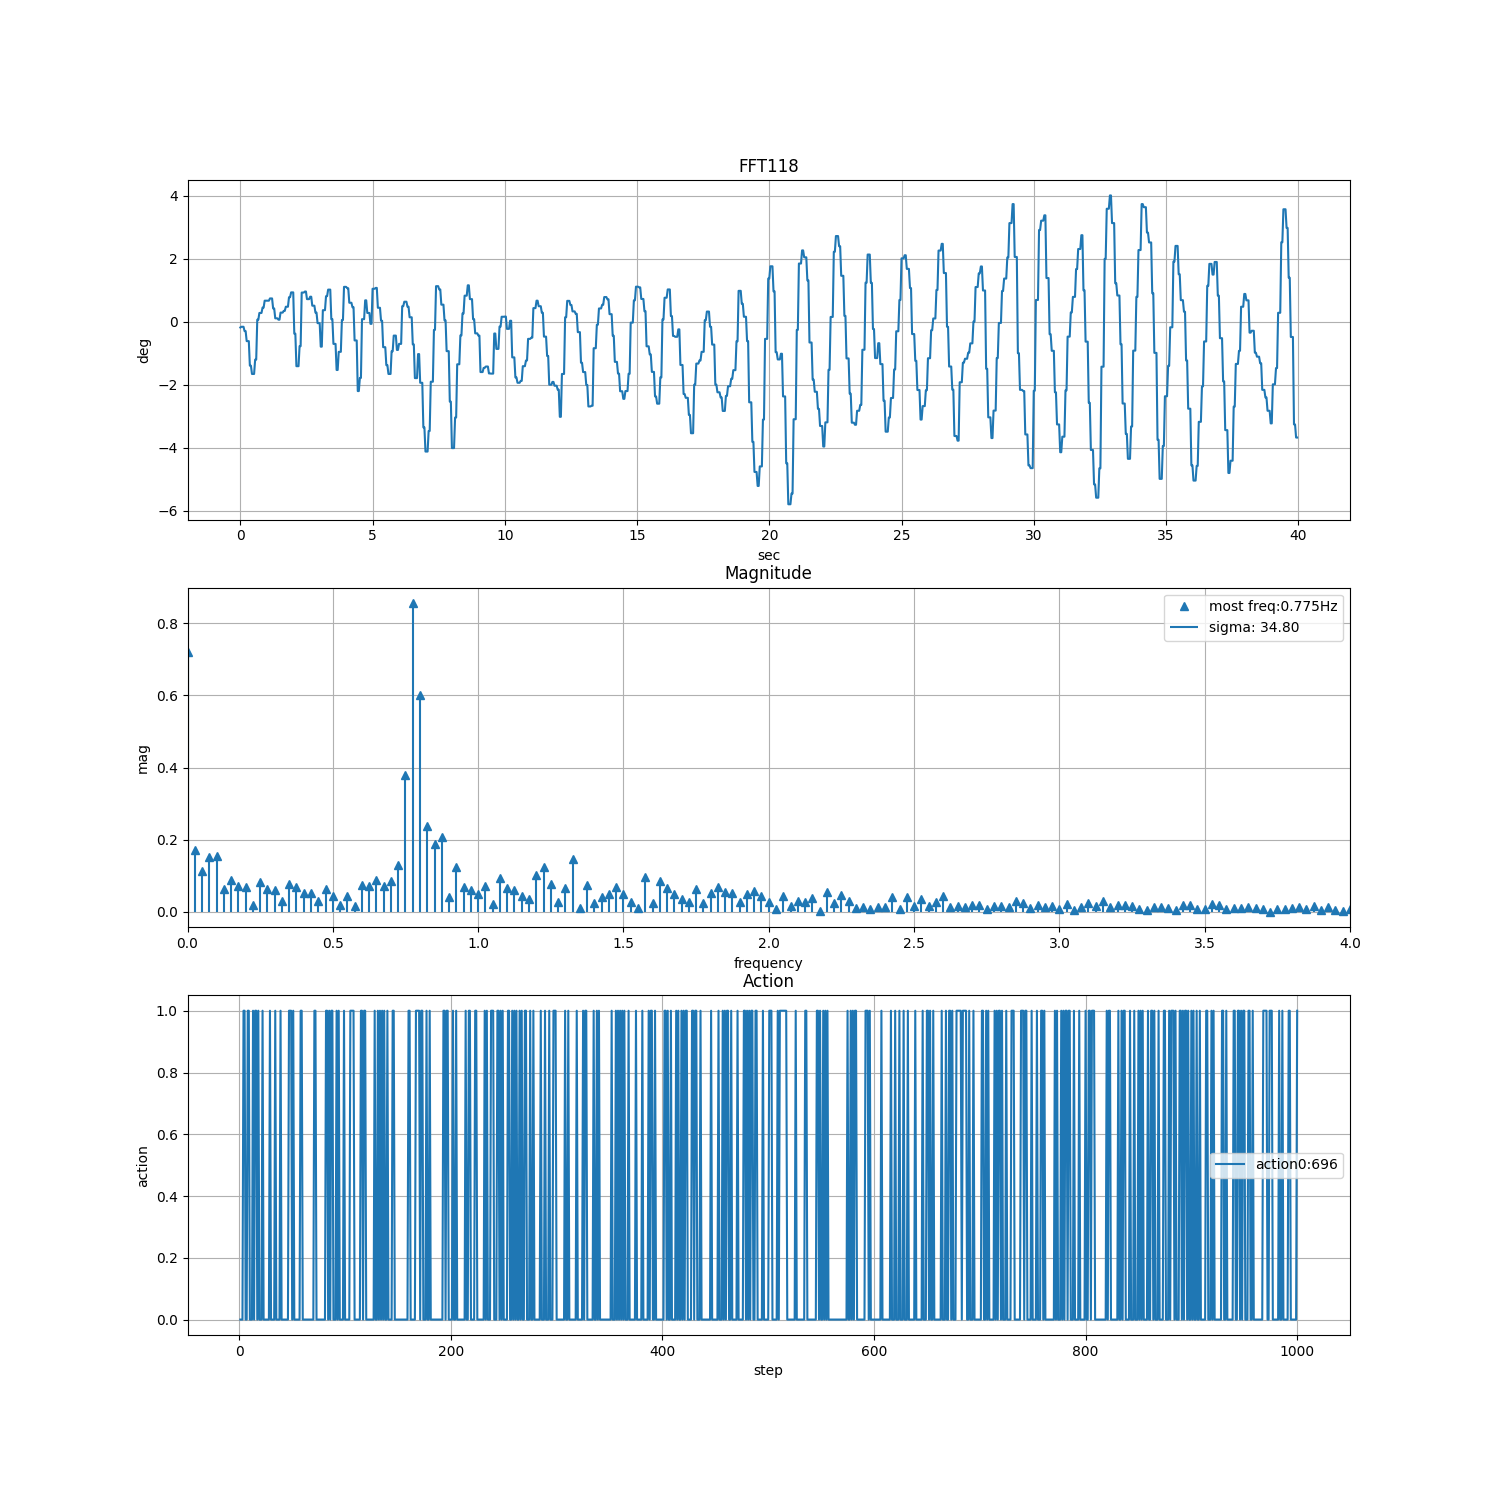 FFT118
4
2
0
−2
−4
−6
deg
0 5 10 15 20 25 30 35 40
sec
Magnitude
most freq:0.775Hz
sigma: 34.80
0.8
0.6
0.4
0.2
0.0
mag
0.0 0.5 1.0 1.5 2.0 2.5 3.0 3.5 4.0
frequency
Action
1.0
0.8
0.6
0.4
0.2
0.0
action
action0:696
0 200 400 600 800 1000
step